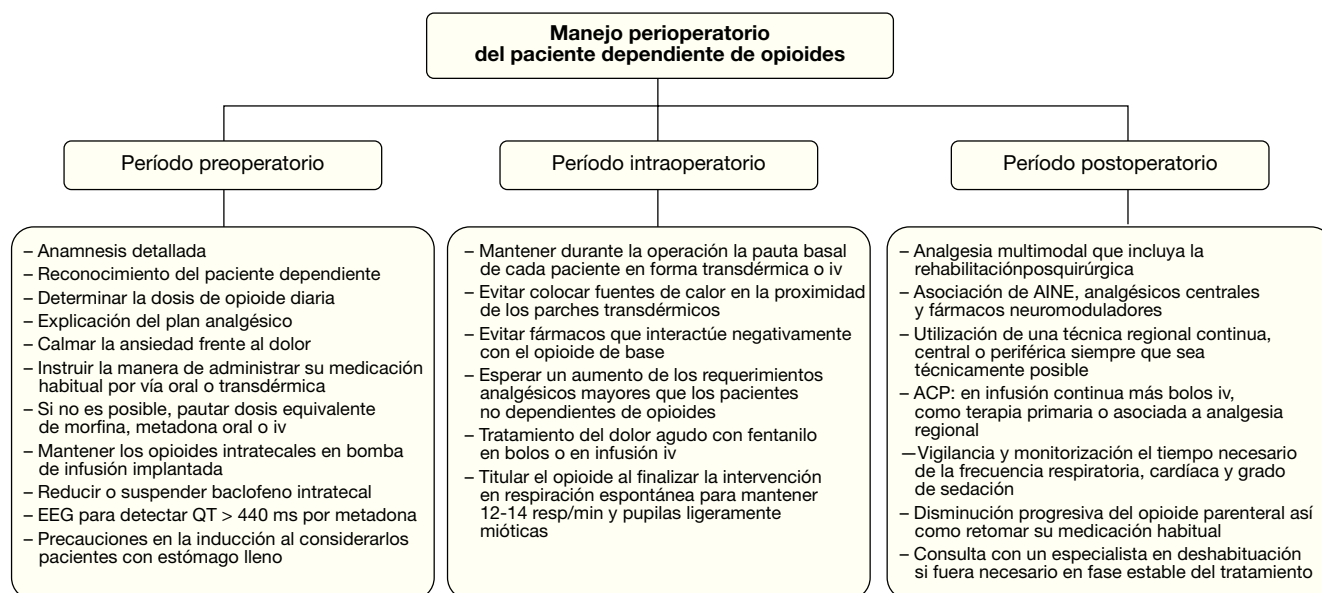 Manejo perioperatorio
del paciente dependiente de opioides
Período preoperatorio
– Anamnesis detallada
– Reconocimiento del paciente dependiente
– Determinar la dosis de opioide diaria
– Explicación del plan analgésico
– Calmar la ansiedad frente al dolor
– Instruir la manera de administrar su medicación
habitual por vía oral o transdérmica
– Si no es posible, pautar dosis equivalente
de morfina, metadona oral o iv
– Mantener los opioides intratecales en bomba
de infusión implantada
– Reducir o suspender baclofeno intratecal
– EEG para detectar QT > 440 ms por metadona
– Precauciones en la inducción al considerarlos
pacientes con estómago lleno
Período intraoperatorio
– Mantener durante la operación la pauta basal
de cada paciente en forma transdérmica o iv
– Evitar colocar fuentes de calor en la proximidad
de los parches transdérmicos
– Evitar fármacos que interactúe negativamente
con el opioide de base
– Esperar un aumento de los requerimientos
analgésicos mayores que los pacientes
no dependientes de opioides
– Tratamiento del dolor agudo con fentanilo
en bolos o en infusión iv
– Titular el opioide al finalizar la intervención
en respiración espontánea para mantener
12-14 resp/min y pupilas ligeramente
mióticas
Período postoperatorio
– Analgesia multimodal que incluya la
rehabilitaciónposquirúrgica
– Asociación de AINE, analgésicos centrales
y fármacos neuromoduladores
– Utilización de una técnica regional continua,
central o periférica siempre que sea
técnicamente posible
– ACP: en infusión continua más bolos iv,
como terapia primaria o asociada a analgesia
regional
—Vigilancia y monitorización el tiempo necesario
de la frecuencia respiratoria, cardíaca y grado
de sedación
– Disminución progresiva del opioide parenteral así
como retomar su medicación habitual
– Consulta con un especialista en deshabituación
si fuera necesario en fase estable del tratamiento